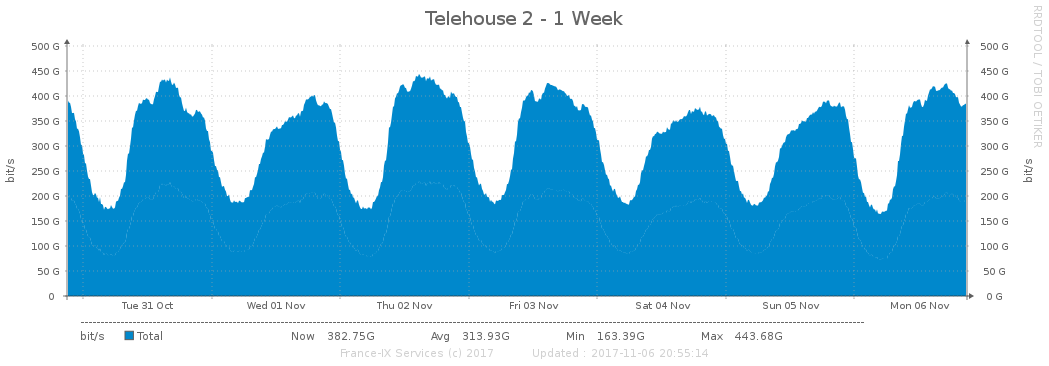 Telehouse 2 - 1 Week
RRDTOOL / TOBI OETIKER
500 G 500 G
450 G 450 G
400 G 400 G
350 G 350 G
300 G 300 G
250 G 250 G
200 G 200 G
150 G 150 G
100 G 100 G
50 G 50 G
0 0 G
bit/s bit/s
Tue 31 Oct Wed 01 Nov Thu 02 Nov Fri 03 Nov Sat 04 Nov Sun 05 Nov Mon 06 Nov
bit/s Total Now 382.75G Avg 313.93G Min 163.39G Max 443.68G
France-IX Services (c) 2017 Updated : 2017-11-06 20:55:14